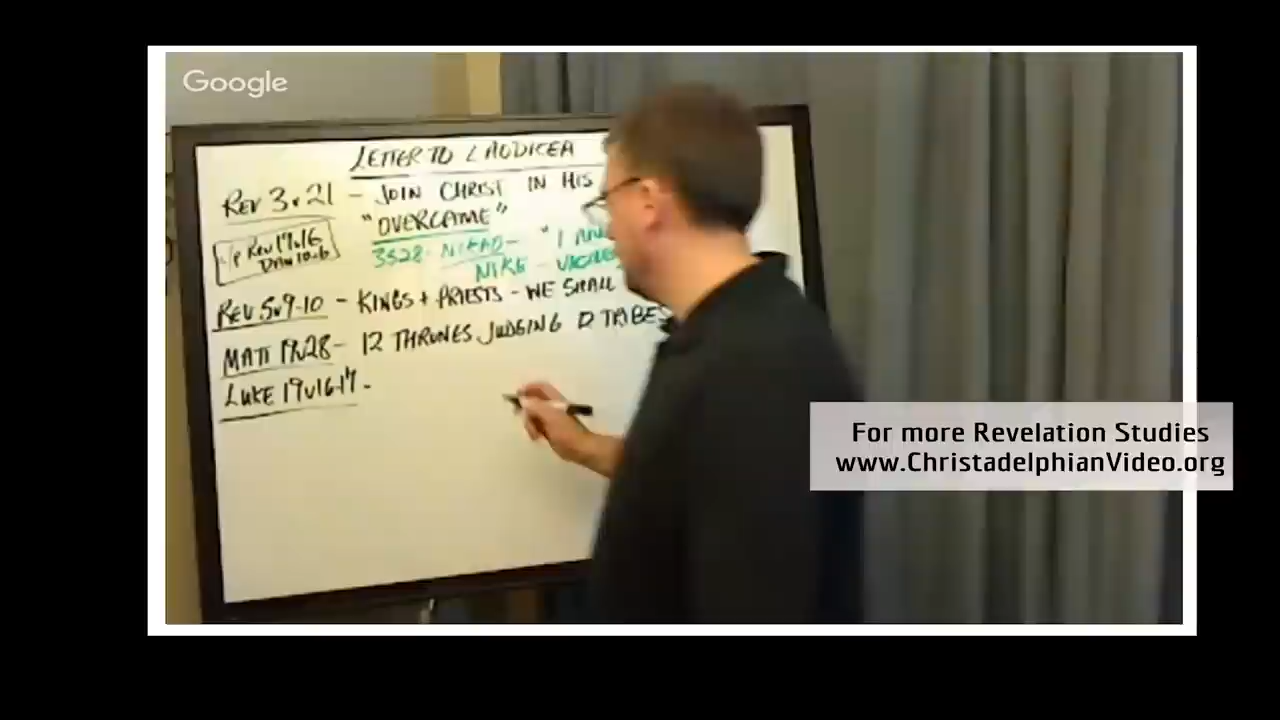 Google
LETTER TO LAODICEA
REV 3v21 - JOIN CHRIST IN HIS
"OVERCAME"
Rev 17v16
DAN 10-6
3528- NIKAO- "I
NIKE -
REV 5v9-10 - KINGS + PRIESTS - WE SHALL
MATT 19v28- 12 THRONES JUDGING 12 TRIBES
LUKE 19v16-17 -
For more Revelation Studies
www.ChristadelphianVideo.org